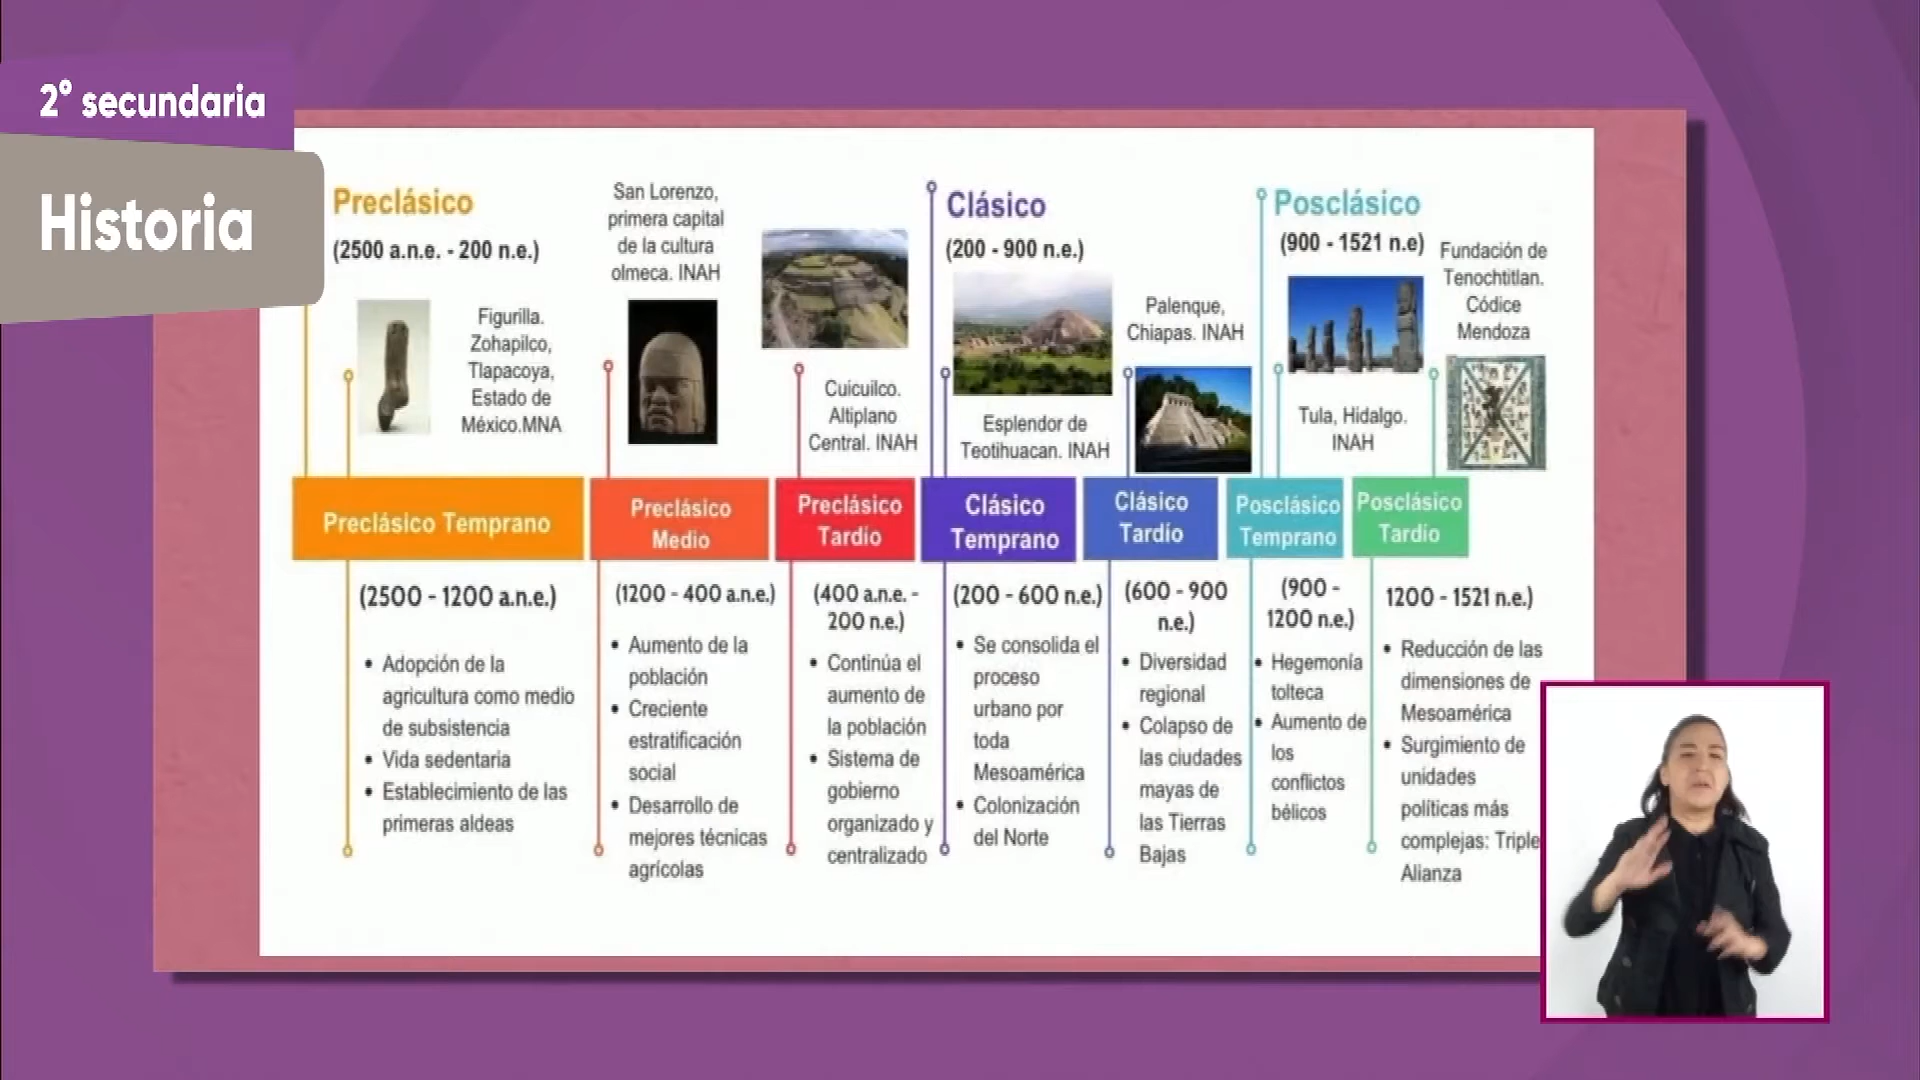 2° secundaria
Historia
Preclásico
(2500 a.n.e. - 200 n.e.)
Figurilla.
Zohapilco,
Tlapacoya,
Estado de
México.MNA
San Lorenzo,
primera capital
de la cultura
olmeca. INAH
Cuicuilco.
Altiplano
Central. INAH
Clásico
(200 - 900 n.e.)
Esplendor de
Teotihuacan. INAH
Palenque,
Chiapas. INAH
Posclásico
(900 - 1521 n.e)
Tula, Hidalgo.
INAH
Fundación de
Tenochtitlan.
Códice
Mendoza
Preclásico Temprano
(2500 - 1200 a.n.e.)
• Adopción de la
agricultura como medio
de subsistencia
• Vida sedentaria
• Establecimiento de las
primeras aldeas
Preclásico
Medio
(1200 - 400 a.n.e.)
• Aumento de la
población
• Creciente
estratificación
social
• Desarrollo de
mejores técnicas
agrícolas
Preclásico
Tardío
(400 a.n.e. -
200 n.e.)
• Continúa el
aumento de
la población
• Sistema de
gobierno
organizado y
centralizado
Clásico
Temprano
(200 - 600 n.e.)
• Se consolida el
proceso
urbano por
toda
Mesoamérica
• Colonización
del Norte
Clásico
Tardío
(600 - 900
n.e.)
• Diversidad
regional
• Colapso de
las ciudades
mayas de
las Tierras
Bajas
Posclásico
Temprano
(900 -
1200 n.e.)
• Hegemonía
tolteca
• Aumento de
los
conflictos
bélicos
Posclásico
Tardío
1200 - 1521 n.e.)
• Reducción de las
dimensiones de
Mesoamérica
• Surgimiento de
unidades
políticas más
complejas: Triple
Alianza